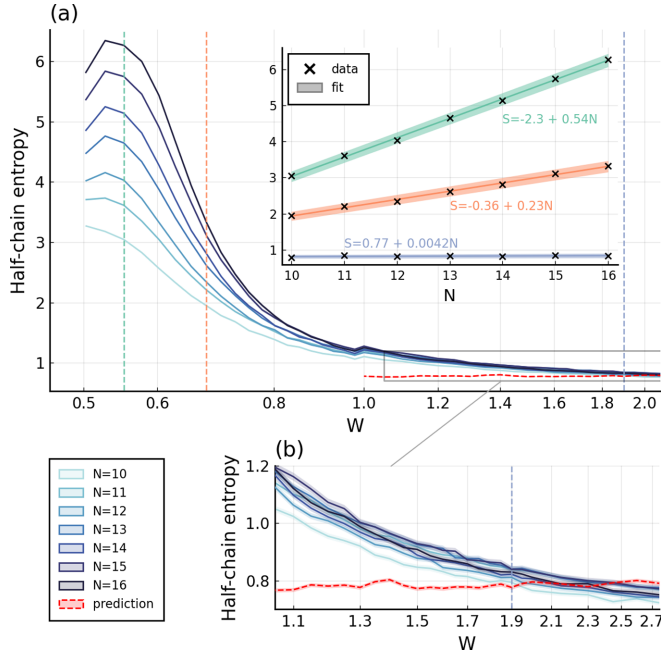 (a)
Half-chain entropy
6
5
4
3
2
1
0.5
0.6
0.8
1.0
1.2
1.4
1.6
1.8
2.0
W
data
fit
6
5
4
3
2
1
S=-2.3 + 0.54N
S=-0.36 + 0.23N
S=0.77 + 0.0042N
10
11
12
13
14
15
16
N
N=10
N=11
N=12
N=13
N=14
N=15
N=16
prediction
(b)
Half-chain entropy
1.2
1.0
0.8
1.1
1.3
1.5
1.7
1.9
2.1
2.3
2.5
2.7
W